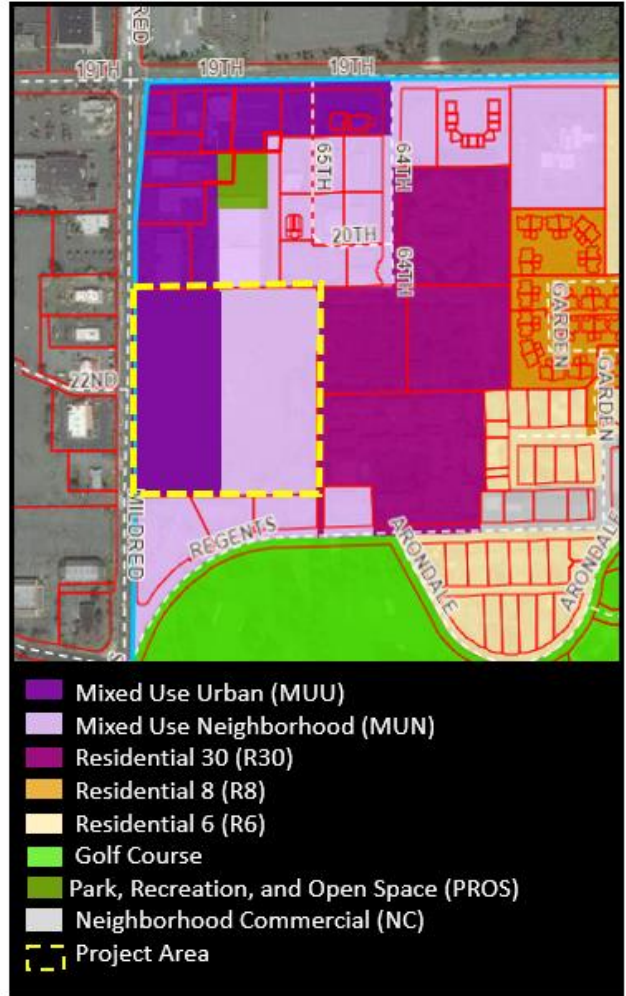 RED
19TH
19TH
19TH
65TH
64TH
20TH
64TH
GARDEN
22ND
GARDEN
MILDRED
REGENTS
ARONDALE
ARONDALE
S
Mixed Use Urban (MUU)
Mixed Use Neighborhood (MUN)
Residential 30 (R30)
Residential 8 (R8)
Residential 6 (R6)
Golf Course
Park, Recreation, and Open Space (PROS)
Neighborhood Commercial (NC)
Project Area